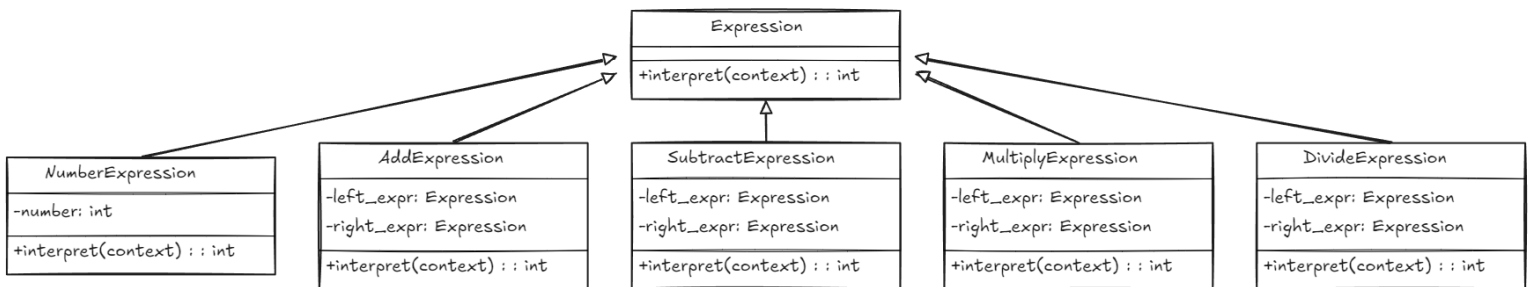 Expression
+interpret(context) : : int
NumberExpression
-number: int
+interpret(context) : : int
AddExpression
-left_expr: Expression
-right_expr: Expression
+interpret(context) : : int
SubtractExpression
-left_expr: Expression
-right_expr: Expression
+interpret(context) : : int
MultiplyExpression
-left_expr: Expression
-right_expr: Expression
+interpret(context) : : int
DivideExpression
-left_expr: Expression
-right_expr: Expression
+interpret(context) : : int